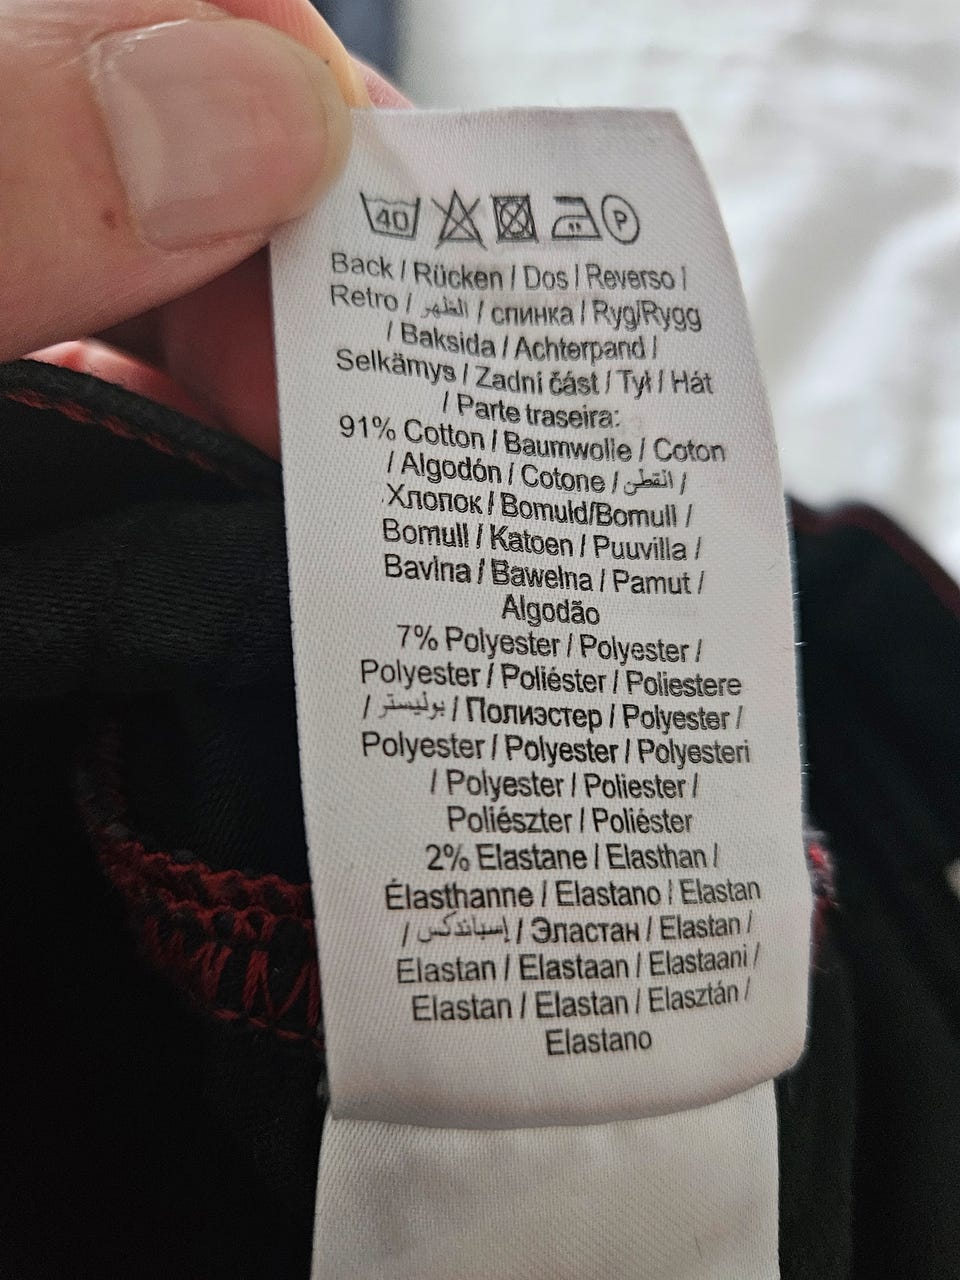 40 P
Back / Rücken / Dos / Reverso /
Retro / الظهر / спинка / Ryg/Rygg
/ Baksida / Achterpand /
Selkämys / Zadní část / Tył / Hát
/ Parte traseira:
91% Cotton / Baumwolle / Coton
/ Algodón / Cotone / القطن /
Хлопок / Bomuld/Bomull /
Bomull / Katoen / Puuvilla /
Bavlna / Bawełna / Pamut /
Algodão
7% Polyester / Polyester /
Polyester / Poliéster / Poliestere
/ بوليستر / Полиэстер / Polyester /
Polyester / Polyester / Polyesteri
/ Polyester / Poliester /
Poliészter / Poliéster
2% Elastane / Elasthan /
Élasthanne / Elastano / Elastan
/ إسباندكس / Эластан / Elastan /
Elastan / Elastaan / Elastaani /
Elastan / Elastan / Elasztán /
Elastano